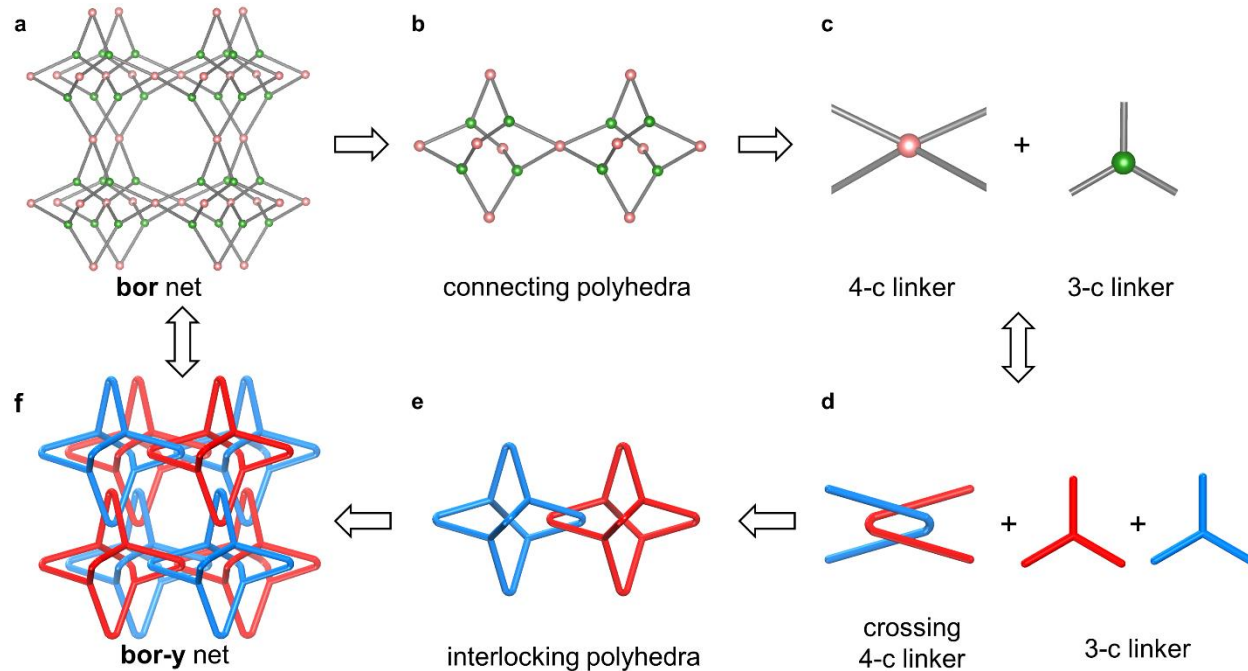 a
b
c
+
bor net
connecting polyhedra
4-c linker
3-c linker
f
e
d
+
+
bor-y net
interlocking polyhedra
crossing
4-c linker
3-c linker